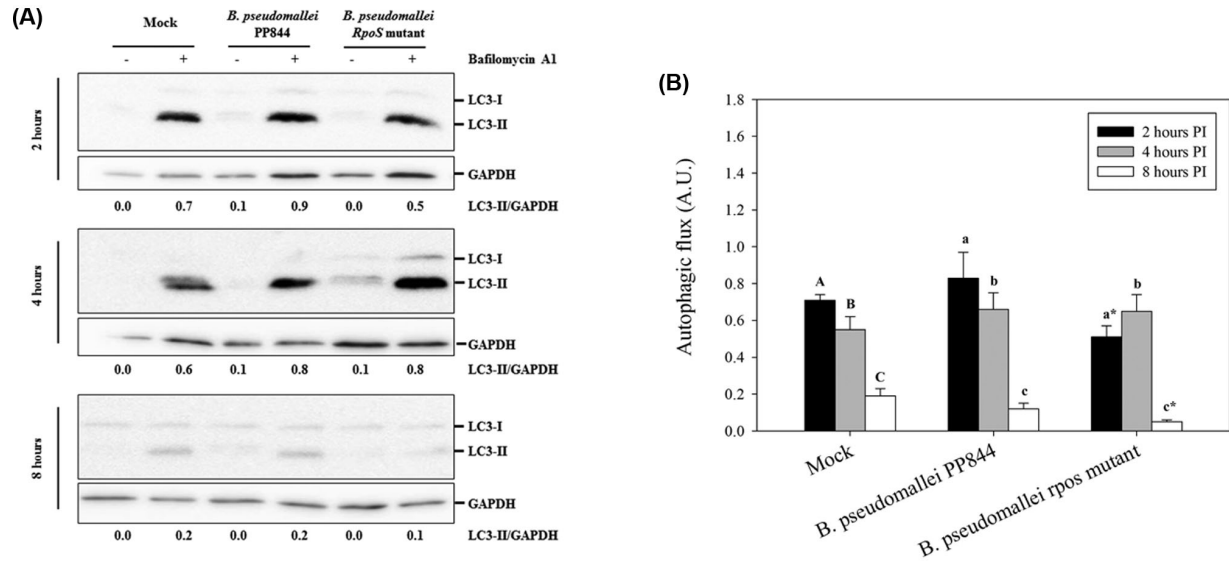 (A)
Mock
B. pseudomallei
PP844
B. pseudomallei
RpoS mutant
- + - + - + Bafilomycin A1
2 hours
LC3-I
LC3-II
GAPDH
0.0 0.7 0.1 0.9 0.0 0.5 LC3-II/GAPDH
4 hours
LC3-I
LC3-II
GAPDH
0.0 0.6 0.1 0.8 0.1 0.8 LC3-II/GAPDH
8 hours
LC3-I
LC3-II
GAPDH
0.0 0.2 0.0 0.2 0.0 0.1 LC3-II/GAPDH
(B)
Autophagic flux (A.U.)
1.8
1.6
1.4
1.2
1.0
0.8
0.6
0.4
0.2
0.0
2 hours PI
4 hours PI
8 hours PI
A
B
C
a
b
c
a*
b
c*
Mock
B. pseudomallei PP844
B. pseudomallei rpos mutant